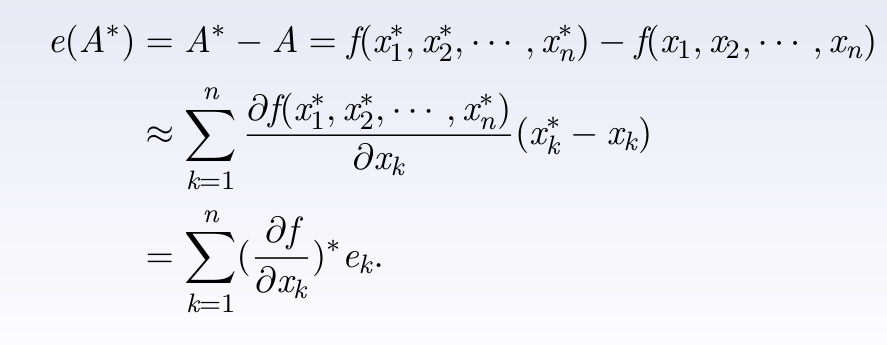 e(A*) = A* − A = f(x₁*, x₂*, ⋯ , xₙ*) − f(x₁, x₂, ⋯ , xₙ)
≈ ∑ₖ₌₁ⁿ ∂f(x₁*, x₂*, ⋯ , xₙ*)/∂xₖ (xₖ* − xₖ)
= ∑ₖ₌₁ⁿ (∂f/∂xₖ)* eₖ.